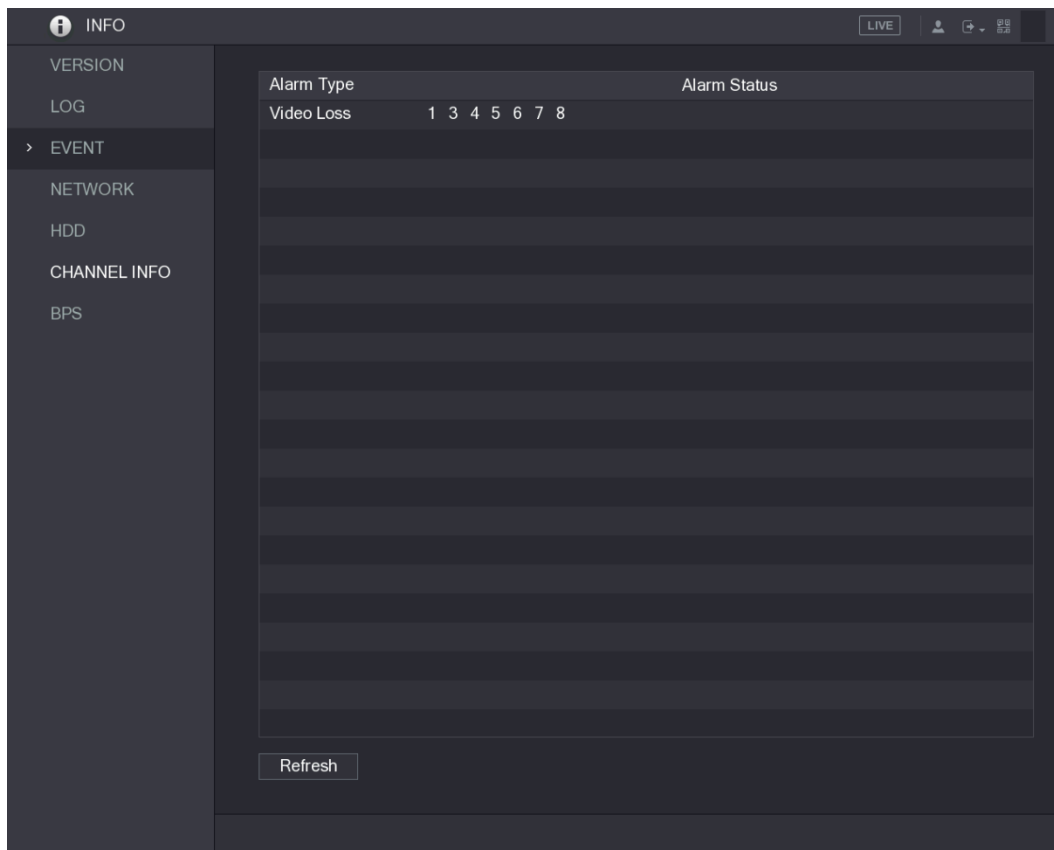 INFO
LIVE
VERSION
LOG
EVENT
NETWORK
HDD
CHANNEL INFO
BPS
Alarm Type Alarm Status
Video Loss 1 3 4 5 6 7 8
Refresh